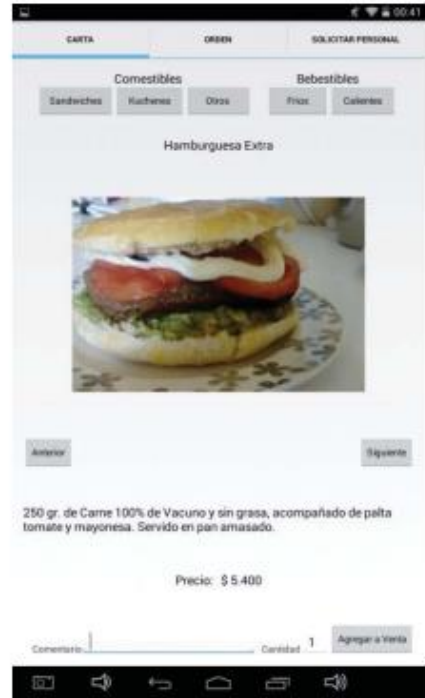 00:41
CARTA ORDEN SOLICITAR PERSONAL
Comestibles Bebestibles
Sandwiches Kuchenes Otros Frios Calientes
Hamburguesa Extra
Anterior Siguiente
250 gr. de Carne 100% de Vacuno y sin grasa, acompañado de palta
tomate y mayonesa. Servido en pan amasado.
Precio: $ 5.400
Comentario: Cantidad 1 Agregar a Venta